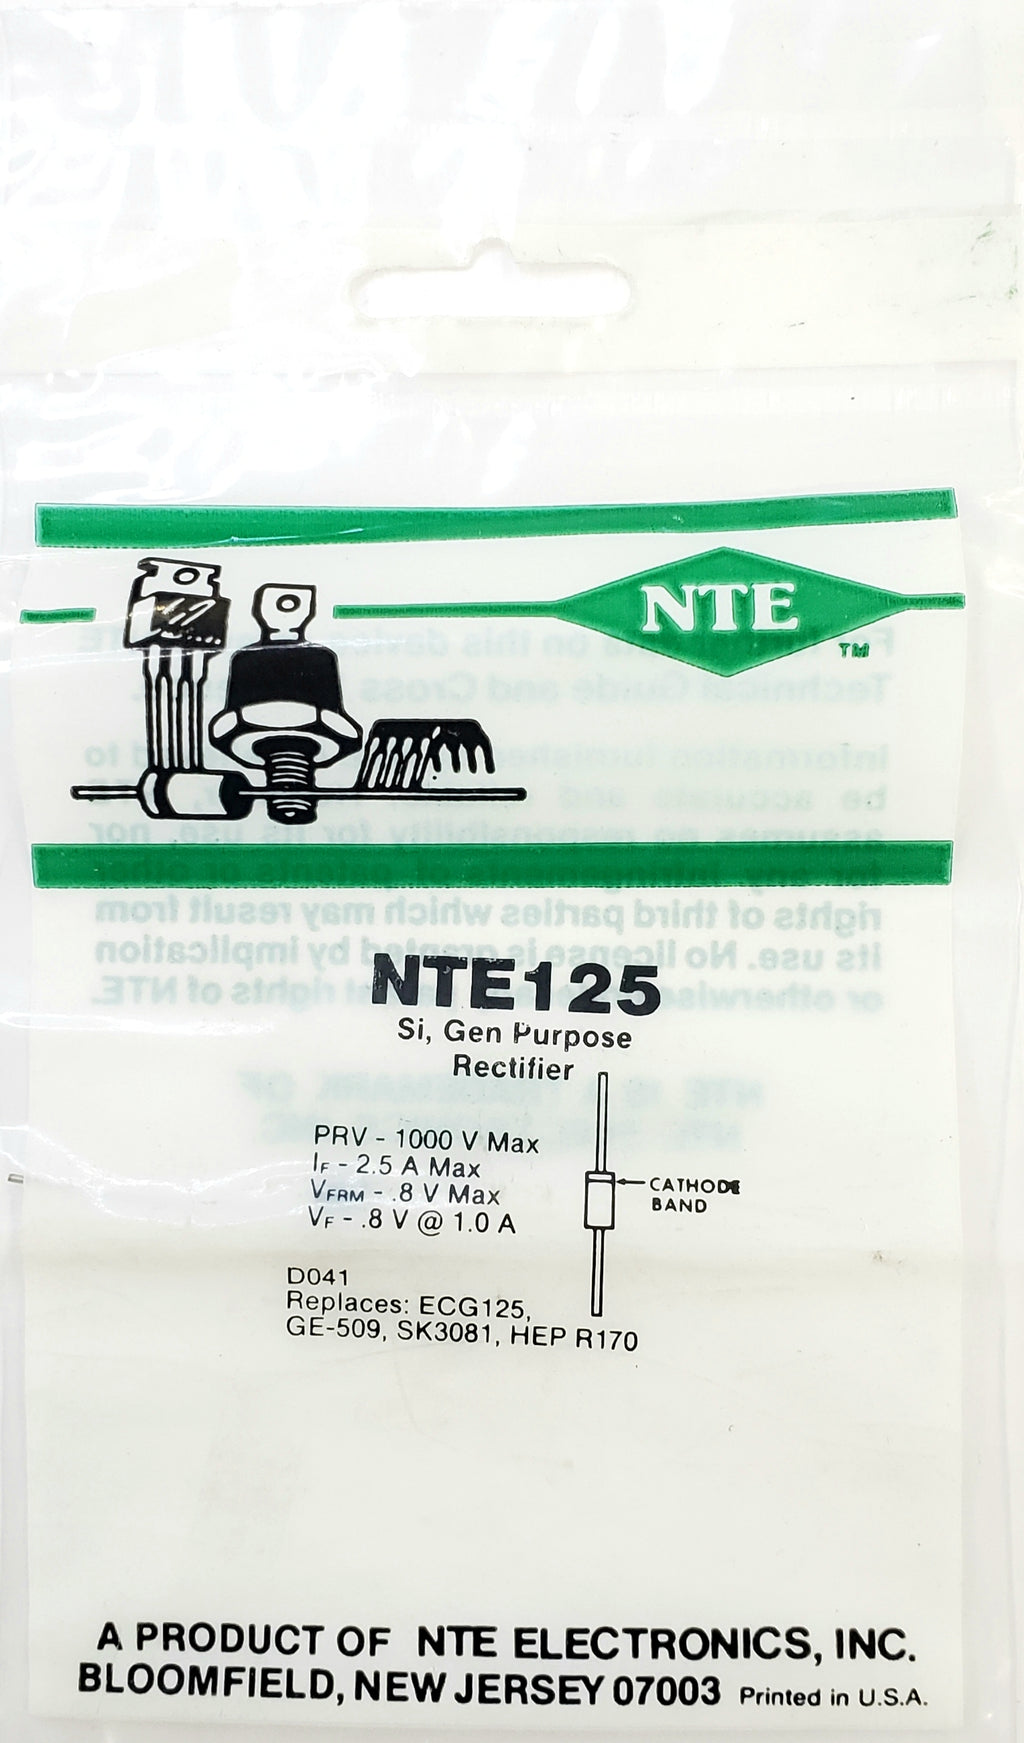 NTE
TM
NTE125
Si, Gen Purpose
Rectifier
PRV - 1000 V Max
IF - 2.5 A Max
VFRM - .8 V Max
VF - .8 V @ 1.0 A
CATHODE
BAND
D041
Replaces: ECG125,
GE-509, SK3081, HEP R170
A PRODUCT OF NTE ELECTRONICS, INC.
BLOOMFIELD, NEW JERSEY 07003 Printed in U.S.A.